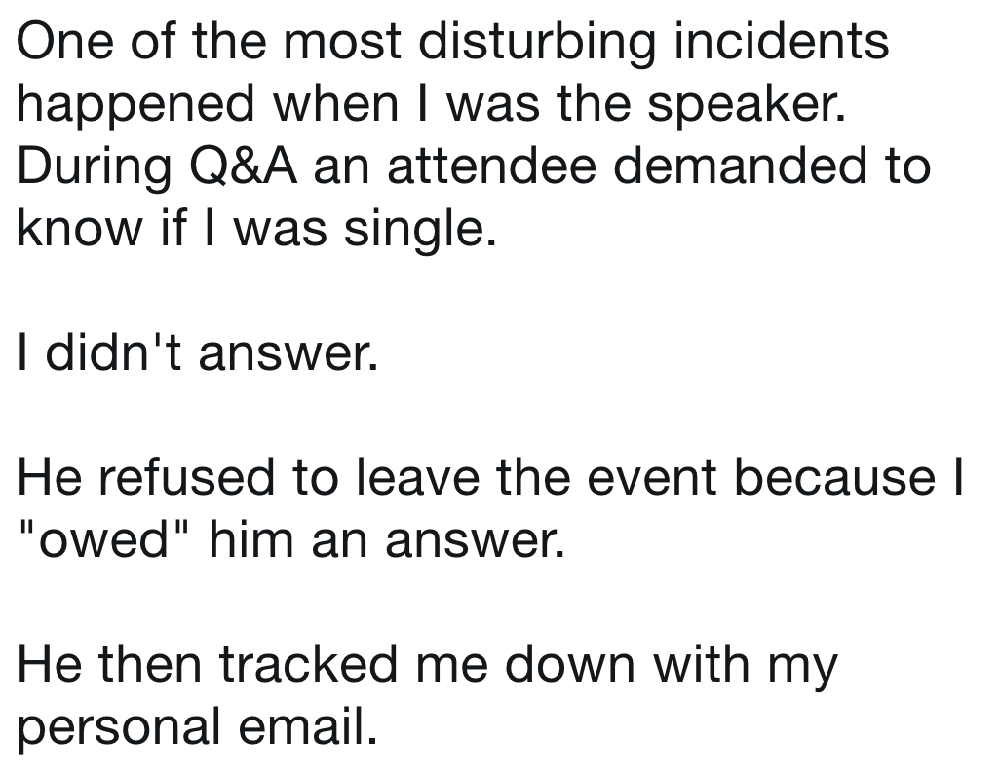 One of the most disturbing incidents
happened when I was the speaker.
During Q&A an attendee demanded to
know if I was single.
I didn't answer.
He refused to leave the event because I
"owed" him an answer.
He then tracked me down with my
personal email.